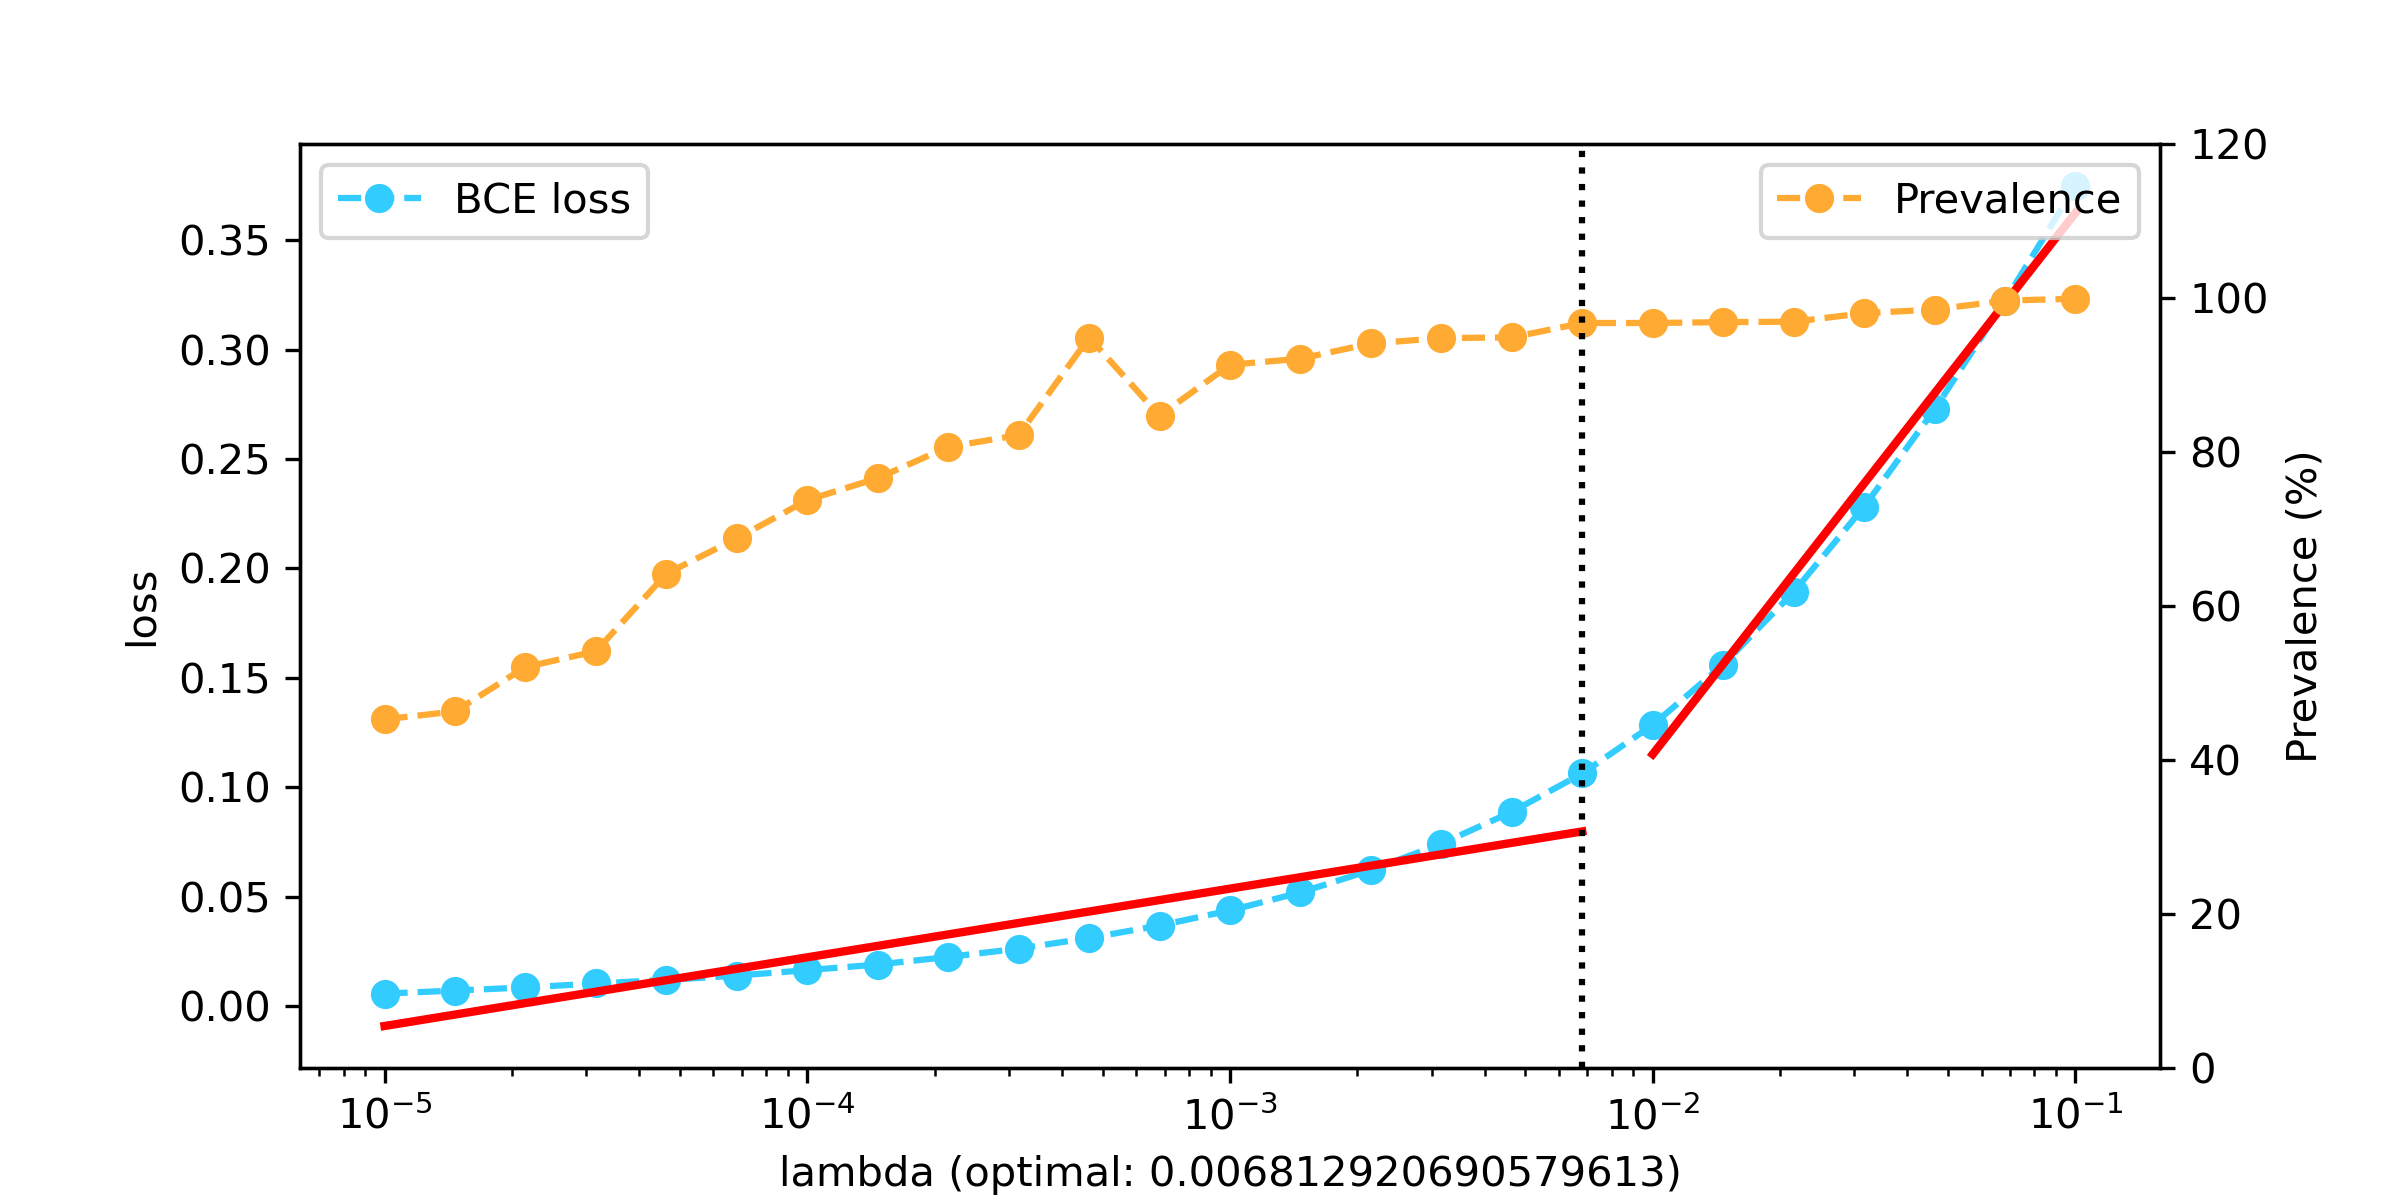 BCE loss
Prevalence
0.35
0.30
0.25
0.20
0.15
0.10
0.05
0.00
loss
120
100
80
60
40
20
0
Prevalence (%)
10⁻⁵ 10⁻⁴ 10⁻³ 10⁻² 10⁻¹
lambda (optimal: 0.006812920690579613)